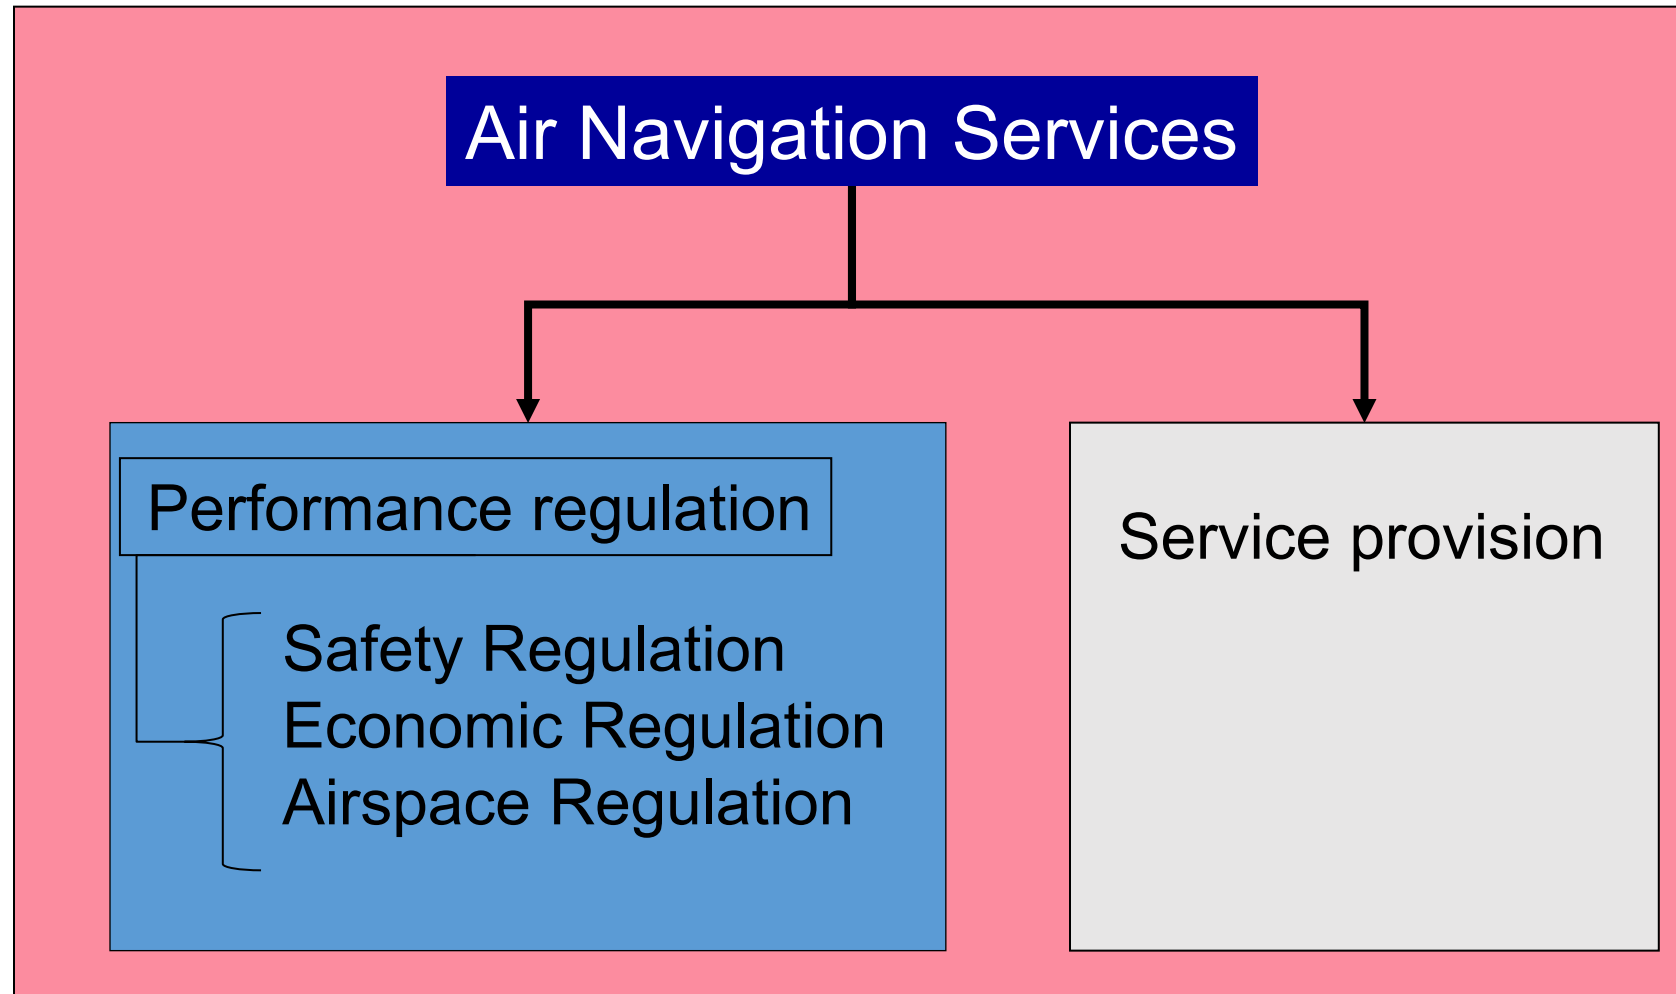 Air Navigation Services
Performance regulation
Safety Regulation
Economic Regulation
Airspace Regulation
Service provision